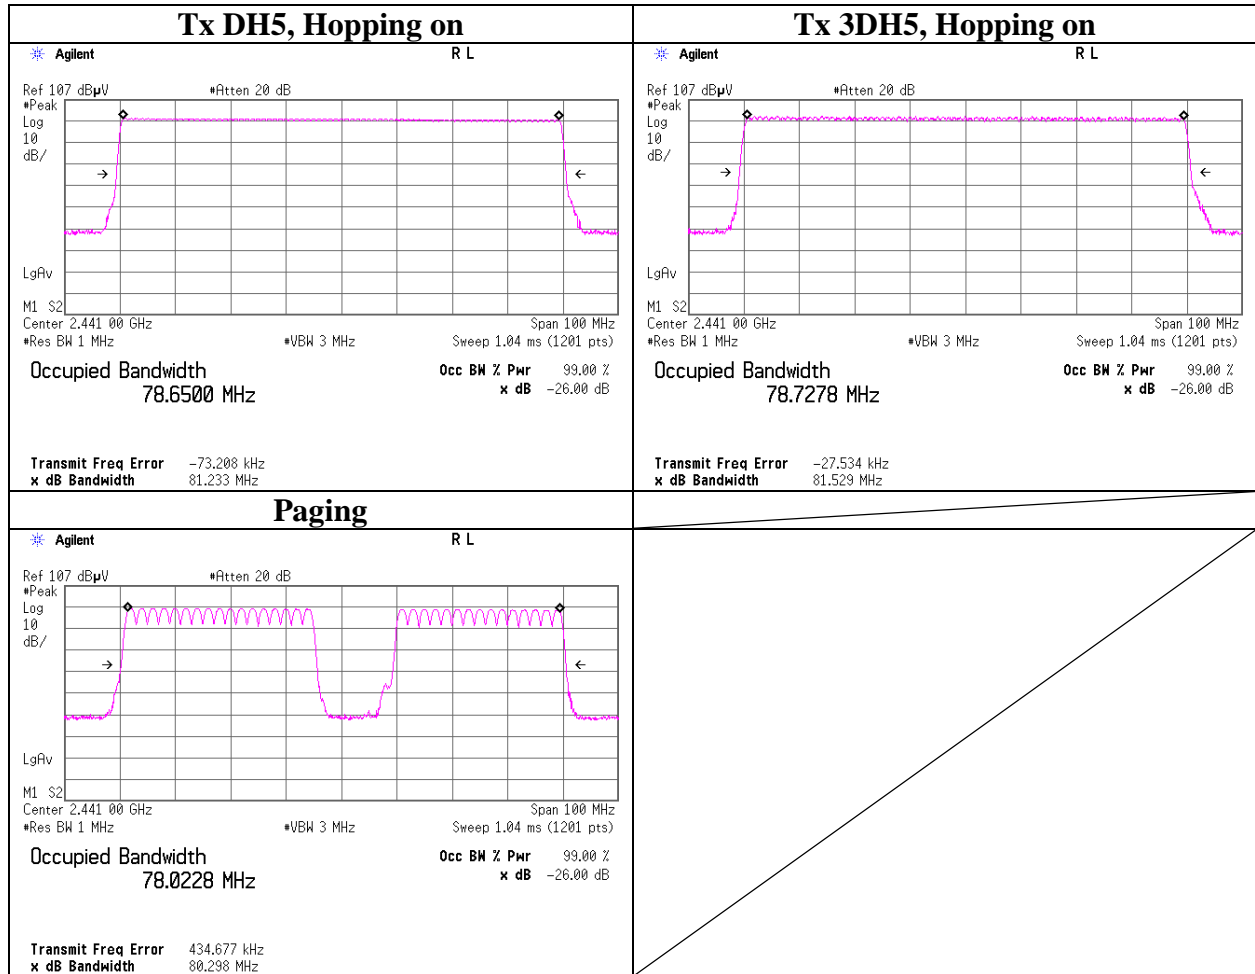 Tx DH5, Hopping on
Agilent R L
Ref 107 dBµV #Atten 20 dB
#Peak
Log
10
dB/
LgAv
M1 S2
Center 2.441 00 GHz Span 100 MHz
#Res BW 1 MHz #VBW 3 MHz Sweep 1.04 ms (1201 pts)
Occupied Bandwidth Occ BW % Pwr 99.00 %
78.6500 MHz x dB -26.00 dB
Transmit Freq Error -73.208 kHz
x dB Bandwidth 81.233 MHz
Tx 3DH5, Hopping on
Agilent R L
Ref 107 dBµV #Atten 20 dB
#Peak
Log
10
dB/
LgAv
M1 S2
Center 2.441 00 GHz Span 100 MHz
#Res BW 1 MHz #VBW 3 MHz Sweep 1.04 ms (1201 pts)
Occupied Bandwidth Occ BW % Pwr 99.00 %
78.7278 MHz x dB -26.00 dB
Transmit Freq Error -27.534 kHz
x dB Bandwidth 81.529 MHz
Paging
Agilent R L
Ref 107 dBµV #Atten 20 dB
#Peak
Log
10
dB/
LgAv
M1 S2
Center 2.441 00 GHz Span 100 MHz
#Res BW 1 MHz #VBW 3 MHz Sweep 1.04 ms (1201 pts)
Occupied Bandwidth Occ BW % Pwr 99.00 %
78.0228 MHz x dB -26.00 dB
Transmit Freq Error 434.677 kHz
x dB Bandwidth 80.298 MHz